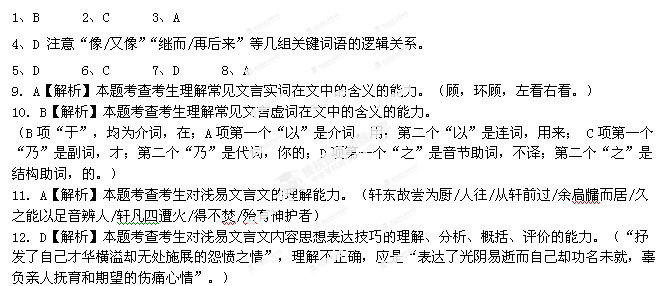 1、B 2、C 3、A
4、D 注意“像/又像”“继而/再后来”等几组关键词语的逻辑关系。
5、D 6、C 7、D 8、A
9．A【解析】本题考查考生理解常见文言实词在文中的含义的能力。（顾，环顾，左看右看。）
10．B【解析】本题考查考生理解常见文言虚词在文中的含义的能力。
（B 项“于”，均为介词，在；A 项第一个“以”是介词，用；第二个“以”是连词，用来； C 项第一个
“乃”是副词，才；第二个“乃”是代词，你的；D 项第一个“之”是音节助词，不译；第二个“之”是
结构助词，的。）
11．A【解析】本题考查考生对浅易文言文的理解能力。（轩东故尝为厨/人往/从轩前过/余扃牖而居/久
之能以足音辨人/轩凡四遭火/得不焚/殆有神护者）
12．D【解析】本题考查考生对浅易文言文内容思想表达技巧的理解、分析、概括、评价的能力。（“抒
发了自己才华横溢却无处施展的怨愤之情”，理解不正确，应是“表达了光阴易逝而自己却功名未就，辜
负亲人抚育和期望的伤痛心情”。）